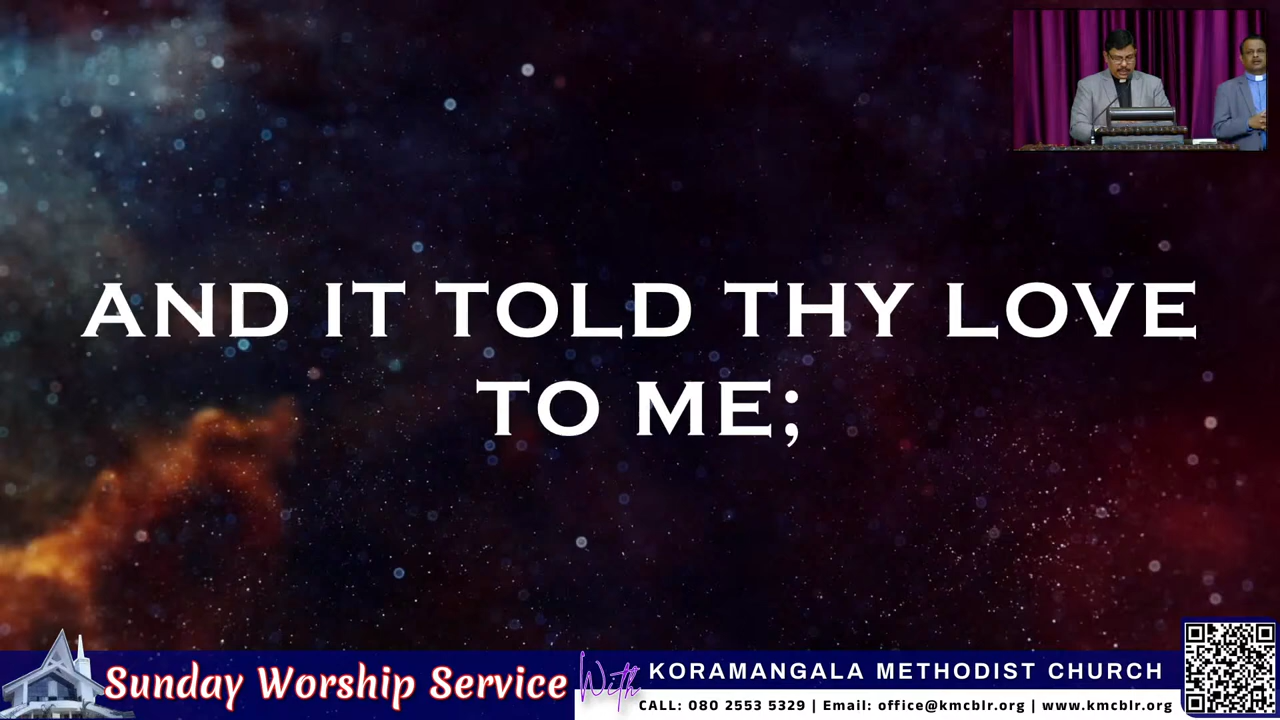 AND IT TOLD THY LOVE
TO ME;
Sunday Worship Service With KORAMANGALA METHODIST CHURCH
CALL: 080 2553 5329 | Email: office@kmcblr.org | www.kmcblr.org